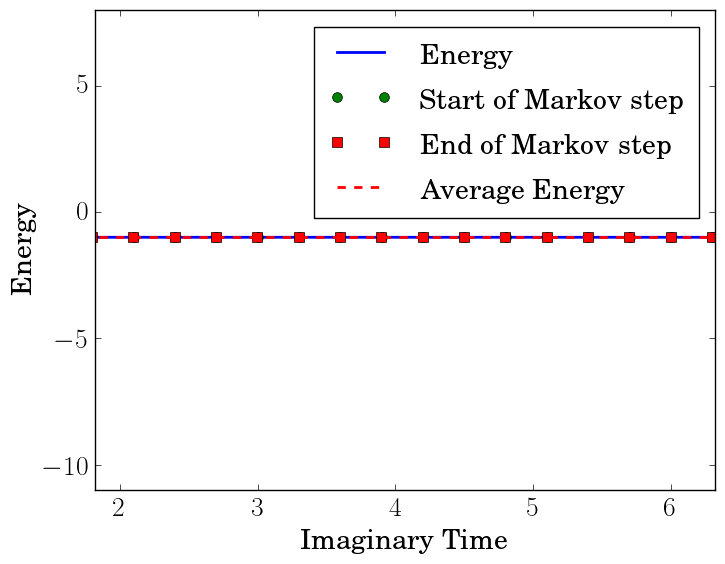 Energy
Start of Markov step
End of Markov step
Average Energy
5
0
−5
−10
Energy
2 3 4 5 6
Imaginary Time